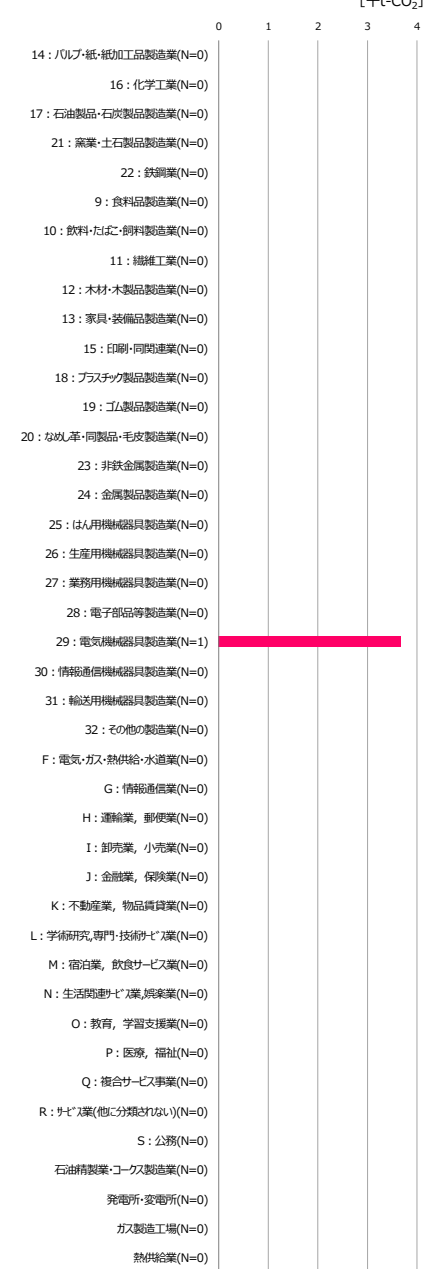 [千t-CO₂]
0 1 2 3 4
14：パルプ・紙・紙加工品製造業(N=0)
16：化学工業(N=0)
17：石油製品・石炭製品製造業(N=0)
21：窯業・土石製品製造業(N=0)
22：鉄鋼業(N=0)
9：食料品製造業(N=0)
10：飲料・たばこ・飼料製造業(N=0)
11：繊維工業(N=0)
12：木材・木製品製造業(N=0)
13：家具・装備品製造業(N=0)
15：印刷・同関連業(N=0)
18：プラスチック製品製造業(N=0)
19：ゴム製品製造業(N=0)
20：なめし革・同製品・毛皮製造業(N=0)
23：非鉄金属製造業(N=0)
24：金属製品製造業(N=0)
25：はん用機械器具製造業(N=0)
26：生産用機械器具製造業(N=0)
27：業務用機械器具製造業(N=0)
28：電子部品等製造業(N=0)
29：電気機械器具製造業(N=1)
30：情報通信機械器具製造業(N=0)
31：輸送用機械器具製造業(N=0)
32：その他の製造業(N=0)
F：電気・ガス・熱供給・水道業(N=0)
G：情報通信業(N=0)
H：運輸業，郵便業(N=0)
I：卸売業，小売業(N=0)
J：金融業，保険業(N=0)
K：不動産業，物品賃貸業(N=0)
L：学術研究,専門・技術ｻｰﾋﾞｽ業(N=0)
M：宿泊業，飲食サービス業(N=0)
N：生活関連ｻｰﾋﾞｽ業,娯楽業(N=0)
O：教育，学習支援業(N=0)
P：医療，福祉(N=0)
Q：複合サービス事業(N=0)
R：ｻｰﾋﾞｽ業(他に分類されない)(N=0)
S：公務(N=0)
石油精製業・コークス製造業(N=0)
発電所・変電所(N=0)
ガス製造工場(N=0)
熱供給業(N=0)